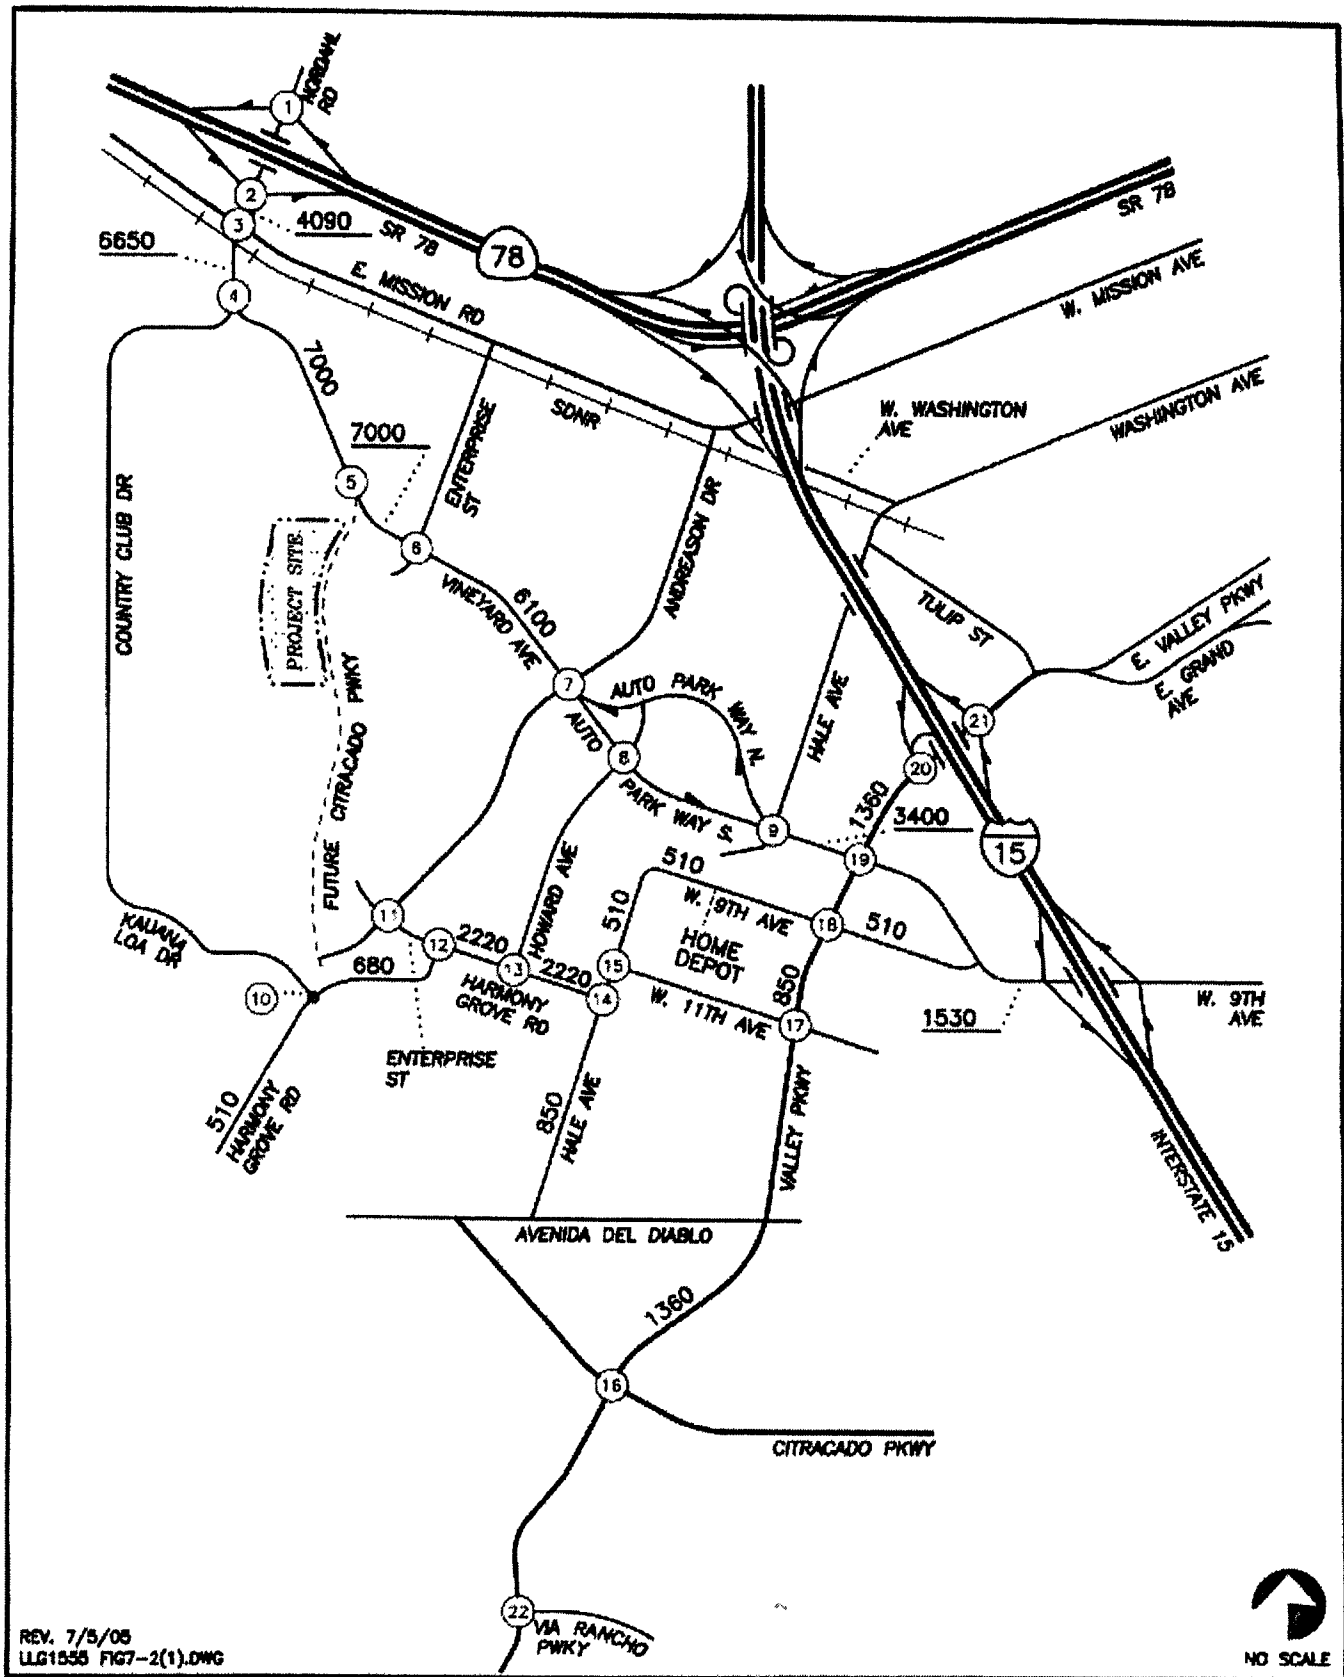 NORDAHL
RD
1
2
3
4090
6650
SR 78
78
SR 78
4
E. MISSION RD
W. MISSION AVE
7000
SDNR
W. WASHINGTON
AVE
WASHINGTON AVE
7000
ENTERPRISE
ST
5
ANDREASON DR
COUNTRY CLUB DR
PROJECT SITE
6
VINEYARD AVE
6100
TULIP ST
E. VALLEY PKWY
E. GRAND
AVE
FUTURE CITRACADO PWKY
7
AUTO PARK WAY N.
HALE AVE
AUTO
PARK WAY S.
8
21
20
1360
3400
9
19
15
510
W. 9TH AVE
HOWARD AVE
510
HOME
DEPOT
18
510
11
12
2220
KAUANA
LOA DR
680
13
2220
15
14
HARMONY
GROVE RD
W. 11TH AVE
850
17
10
1530
W. 9TH
AVE
ENTERPRISE
ST
510
HARMONY
GROVE RD
850
HALE AVE
VALLEY PKWY
INTERSTATE 15
AVENIDA DEL DIABLO
1360
16
CITRACADO PKWY
22
VIA RANCHO
PWKY
REV. 7/5/05
LLG1555 FIG7-2(1).DWG
NO SCALE